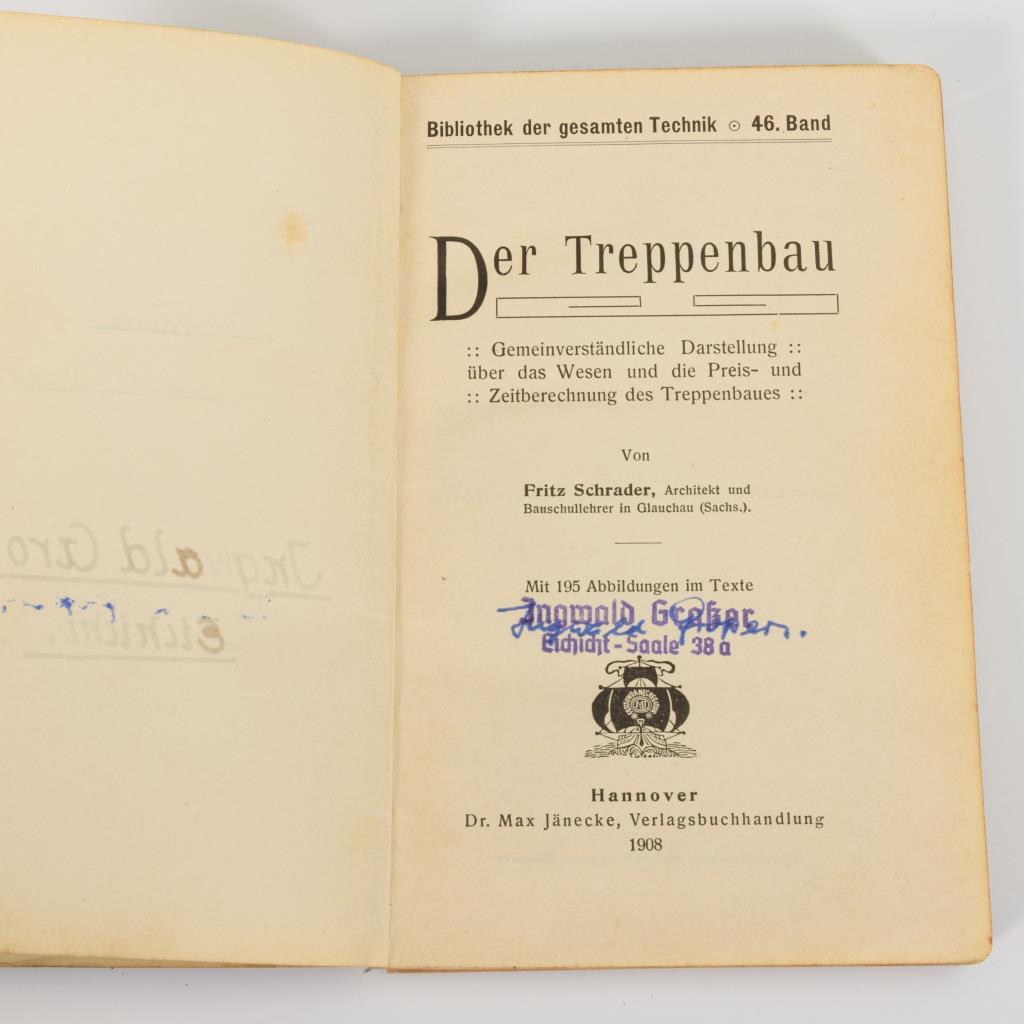 Bibliothek der gesamten Technik ⊙ 46. Band
Der Treppenbau
:: Gemeinverständliche Darstellung ::
über das Wesen und die Preis- und
:: Zeitberechnung des Treppenbaues ::
Von
Fritz Schrader, Architekt und
Bauschullehrer in Glauchau (Sachs.).
Mit 195 Abbildungen im Texte
Ingwald
Eichicht-Saale 38 a
Hannover
Dr. Max Jänecke, Verlagsbuchhandlung
1908